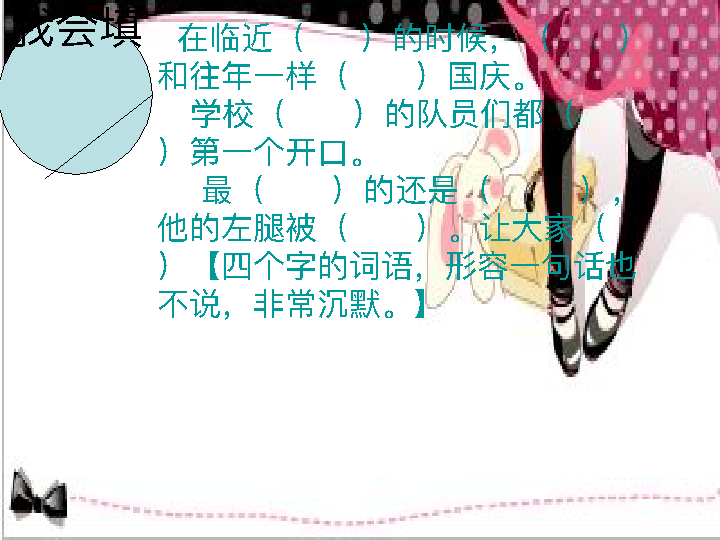 我会填
在临近（　　）的时候，（　　）
和往年一样（　　）国庆。
学校（　　）的队员们都（
）第一个开口。
最（　　）的还是（　　），
他的左腿被（　　）。让大家（
）【四个字的词语，形容一句话也
不说，非常沉默。】